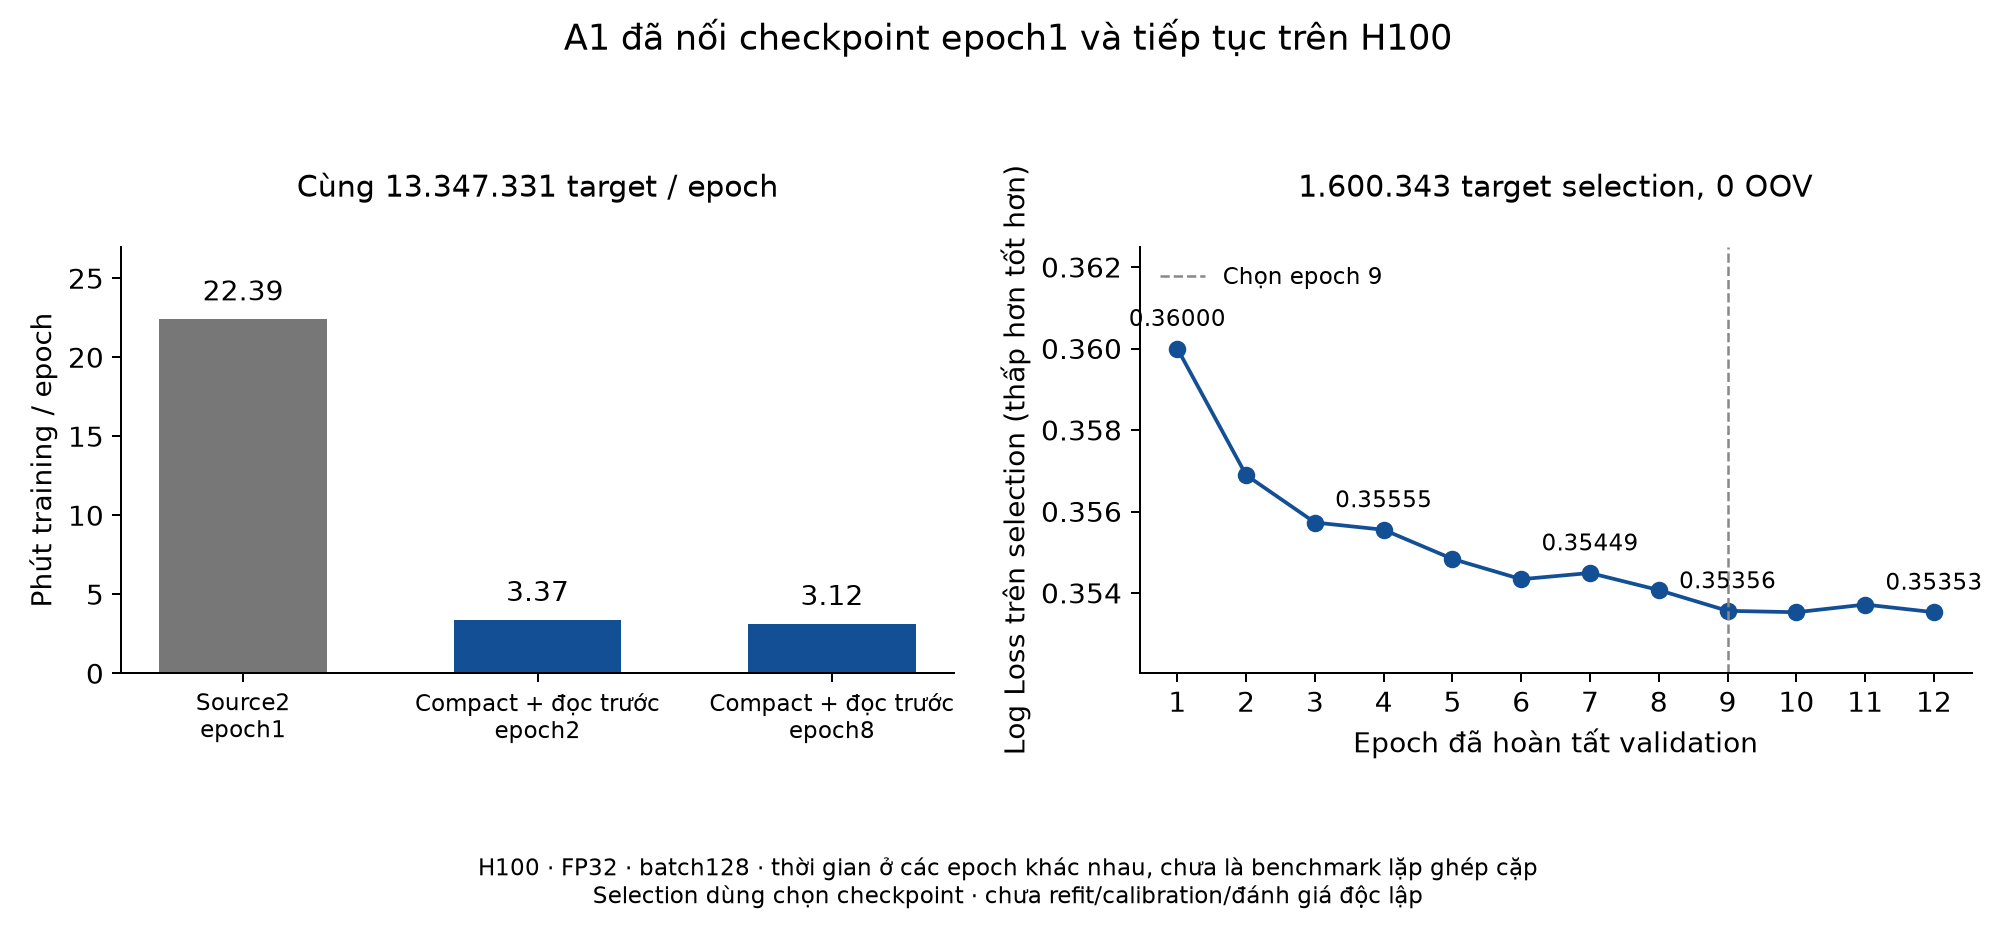 A1 đã nối checkpoint epoch1 và tiếp tục trên H100
Cùng 13.347.331 target / epoch
Phút training / epoch
25
20
15
10
5
0
22.39
3.37
3.12
Source2
epoch1
Compact + đọc trước
epoch2
Compact + đọc trước
epoch8
1.600.343 target selection, 0 OOV
Log Loss trên selection (thấp hơn tốt hơn)
0.362
0.360
0.358
0.356
0.354
Chọn epoch 9
0.36000
0.35555
0.35449
0.35356
0.35353
1 2 3 4 5 6 7 8 9 10 11 12
Epoch đã hoàn tất validation
H100 · FP32 · batch128 · thời gian ở các epoch khác nhau, chưa là benchmark lặp ghép cặp
Selection dùng chọn checkpoint · chưa refit/calibration/đánh giá độc lập